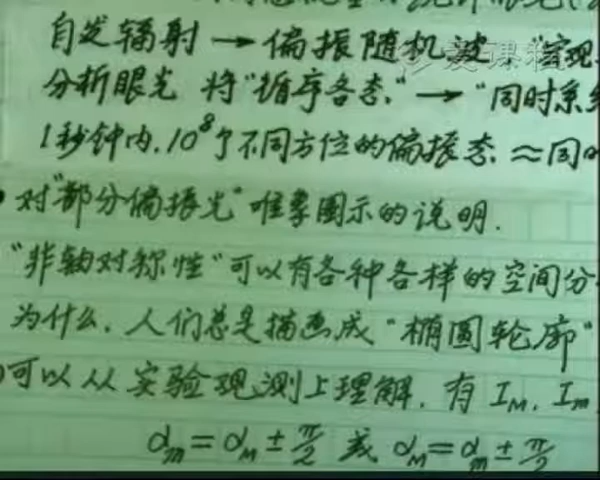 自发辐射 → 偏振随机波. "宏观
分析眼光 将"循序各态" → "同时系
1秒钟内. 10⁸个不同方位的偏振态 ≈ 同时
对"部分偏振光"唯象图示的说明.
"非轴对称性"可以有各种各样的空间分
为什么. 人们总是描画成"椭圆轮廓"
可以从实验观测上理解. 有 I_M. I_m
α_m = α_M ± π/2 或 α_M = α_m ± π/2